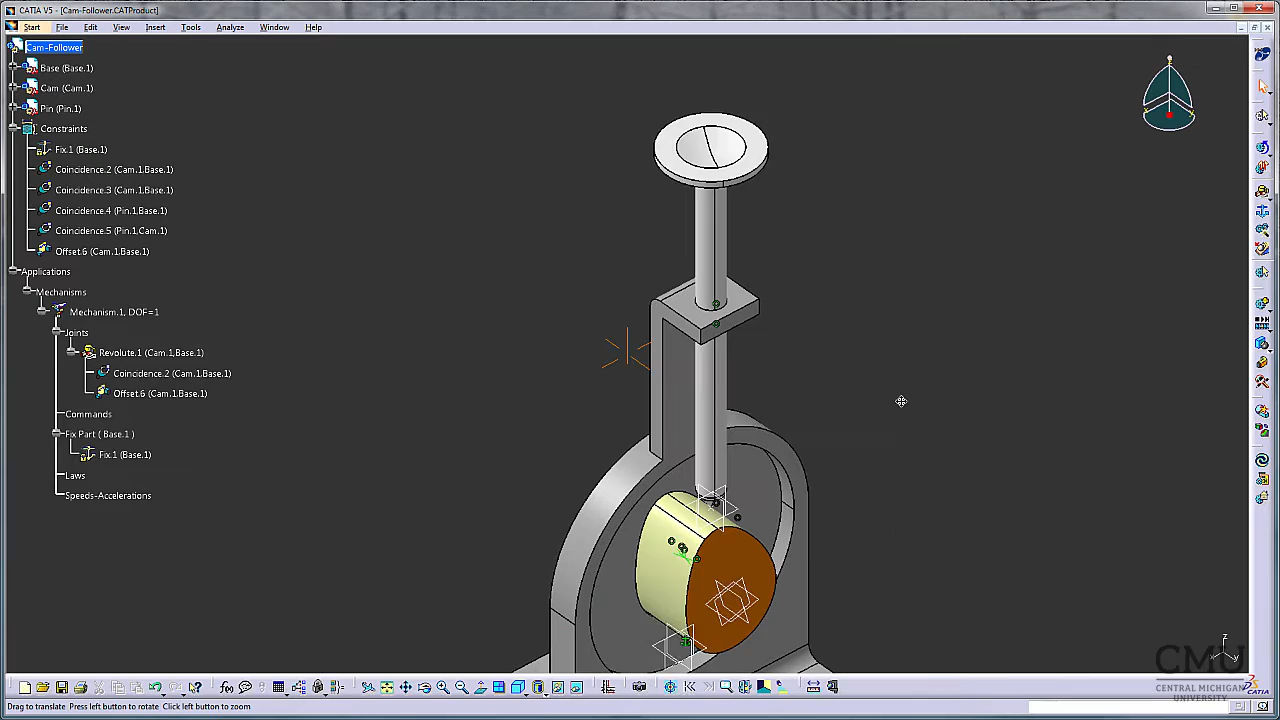 CATIA V5 - [Cam-Follower.CATProduct]
Start File Edit View Insert Tools Analyze Window Help
Cam-Follower
Base (Base.1)
Cam (Cam.1)
Pin (Pin.1)
Constraints
Fix.1 (Base.1)
Coincidence.2 (Cam.1,Base.1)
Coincidence.3 (Cam.1,Base.1)
Coincidence.4 (Pin.1,Base.1)
Coincidence.5 (Pin.1,Cam.1)
Offset.6 (Cam.1,Base.1)
Applications
Mechanisms
Mechanism.1, DOF=1
Joints
Revolute.1 (Cam.1,Base.1)
Coincidence.2 (Cam.1,Base.1)
Offset.6 (Cam.1,Base.1)
Commands
Fix Part ( Base.1 )
Fix.1 (Base.1)
Laws
Speeds-Accelerations
z
CMU
CENTRAL MICHIGAN
UNIVERSITY
CATIA
Drag to translate Press left button to rotate Click left button to zoom